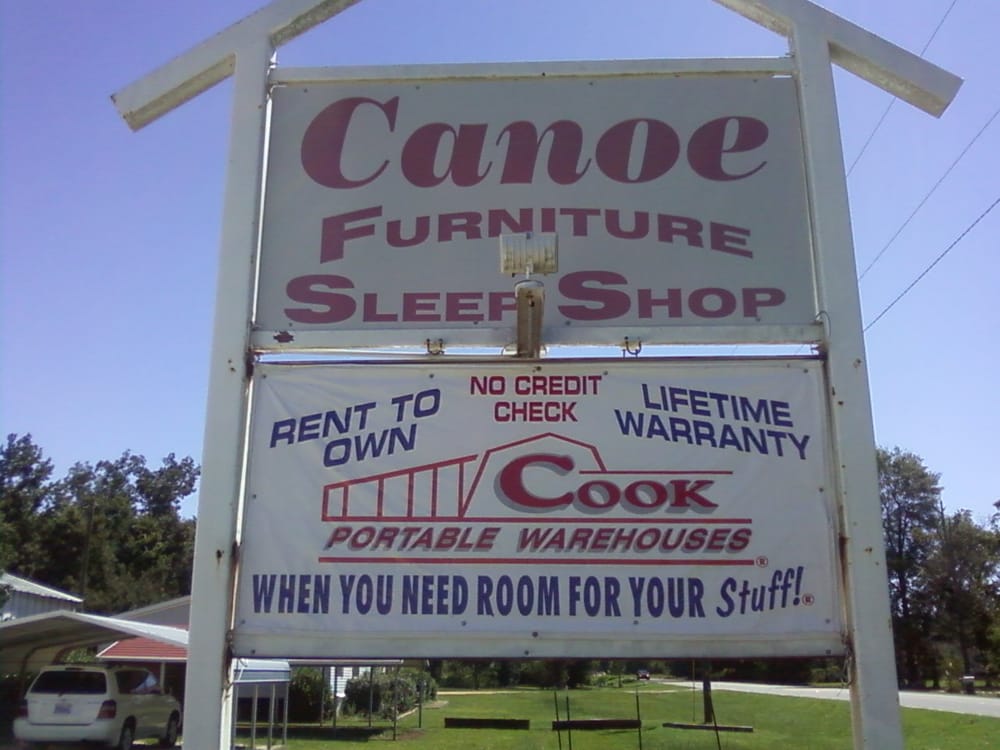 Canoe
FURNITURE
SLEEP SHOP
RENT TO OWN
NO CREDIT CHECK
LIFETIME WARRANTY
COOK
PORTABLE WAREHOUSES®
WHEN YOU NEED ROOM FOR YOUR Stuff!®